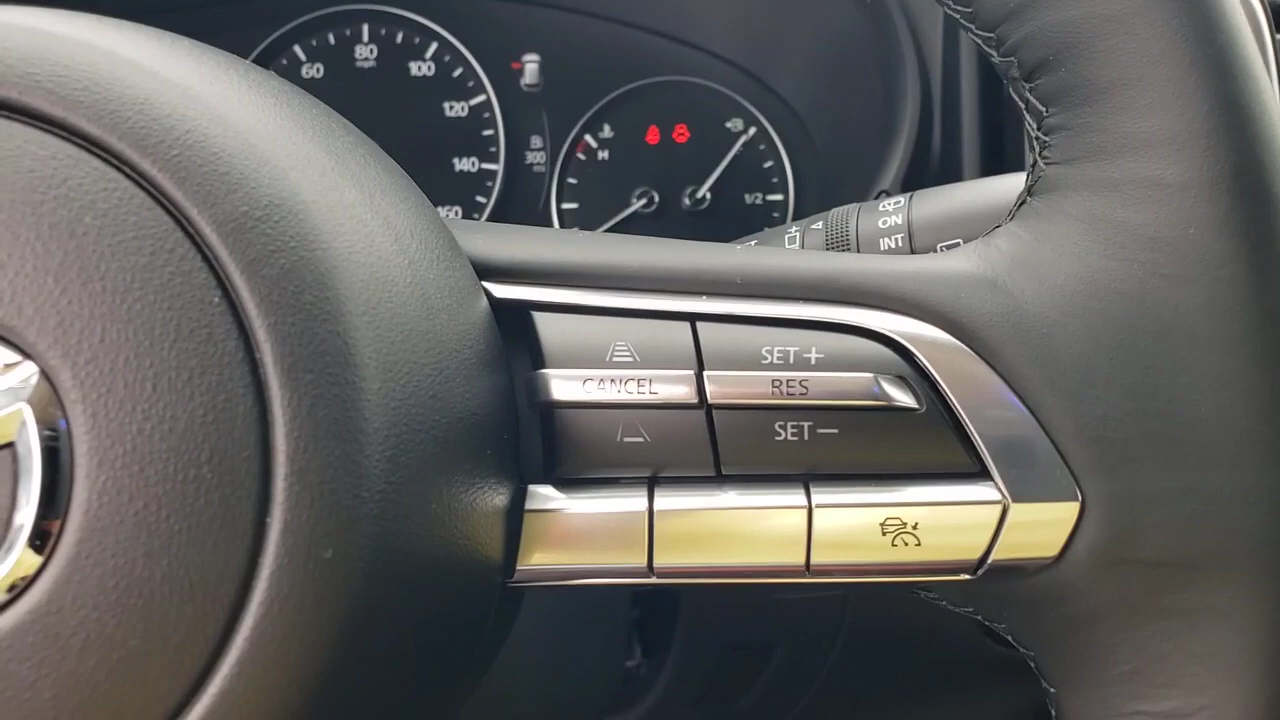 60
80
mph
100
120
140
160
300
H
1/2
ON
INT
SET+
CANCEL
RES
SET−